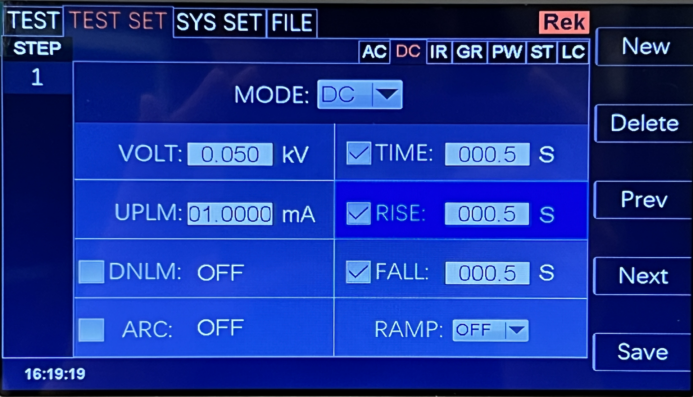 TEST TEST SET SYS SET FILE Rek
STEP AC DC IR GR PW ST LC
1
MODE: DC
VOLT: 0.050 kV TIME: 000.5 S
UPLM: 01.0000 mA RISE: 000.5 S
DNLM: OFF FALL: 000.5 S
ARC: OFF RAMP: OFF
16:19:19
New
Delete
Prev
Next
Save